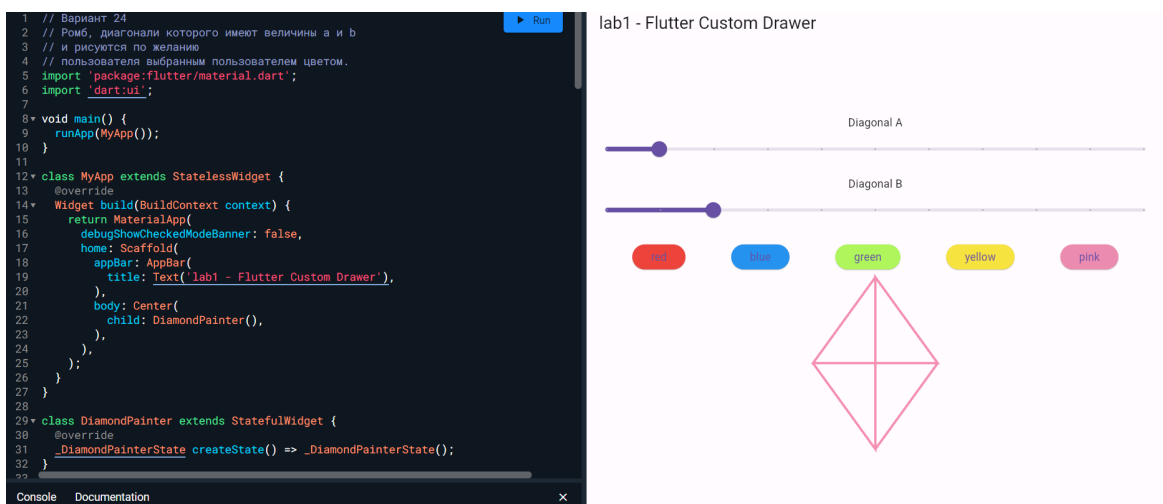 1 // Вариант 24
2 // Ромб, диагонали которого имеют величины a и b
3 // и рисуются по желанию
4 // пользователя выбранным пользователем цветом.
5 import 'package:flutter/material.dart';
6 import 'dart:ui';
7
8 void main() {
9 runApp(MyApp());
10 }
11
12 class MyApp extends StatelessWidget {
13 @override
14 Widget build(BuildContext context) {
15 return MaterialApp(
16 debugShowCheckedModeBanner: false,
17 home: Scaffold(
18 appBar: AppBar(
19 title: Text('lab1 - Flutter Custom Drawer'),
20 ),
21 body: Center(
22 child: DiamondPainter(),
23 ),
24 ),
25 );
26 }
27 }
28
29 class DiamondPainter extends StatefulWidget {
30 @override
31 _DiamondPainterState createState() => _DiamondPainterState();
32 }
33
Run
Console Documentation ×
lab1 - Flutter Custom Drawer
Diagonal A
Diagonal B
red blue green yellow pink